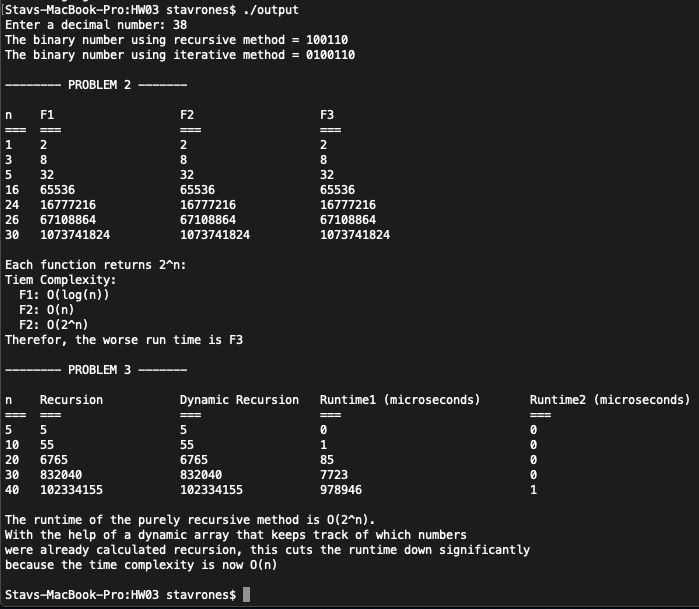 Stavs-MacBook-Pro:HW03 stavrones$ ./output
Enter a decimal number: 38
The binary number using recursive method = 100110
The binary number using iterative method = 0100110
-------- PROBLEM 2 -------
n F1 F2 F3
=== === === ===
1 2 2 2
3 8 8 8
5 32 32 32
16 65536 65536 65536
24 16777216 16777216 16777216
26 67108864 67108864 67108864
30 1073741824 1073741824 1073741824
Each function returns 2^n:
Tiem Complexity:
F1: O(log(n))
F2: O(n)
F2: O(2^n)
Therefor, the worse run time is F3
-------- PROBLEM 3 -------
n Recursion Dynamic Recursion Runtime1 (microseconds) Runtime2 (microseconds)
=== === === === ===
5 5 5 0 0
10 55 55 1 0
20 6765 6765 85 0
30 832040 832040 7723 0
40 102334155 102334155 978946 1
The runtime of the purely recursive method is O(2^n).
With the help of a dynamic array that keeps track of which numbers
were already calculated recursion, this cuts the runtime down significantly
because the time complexity is now O(n)
Stavs-MacBook-Pro:HW03 stavrones$